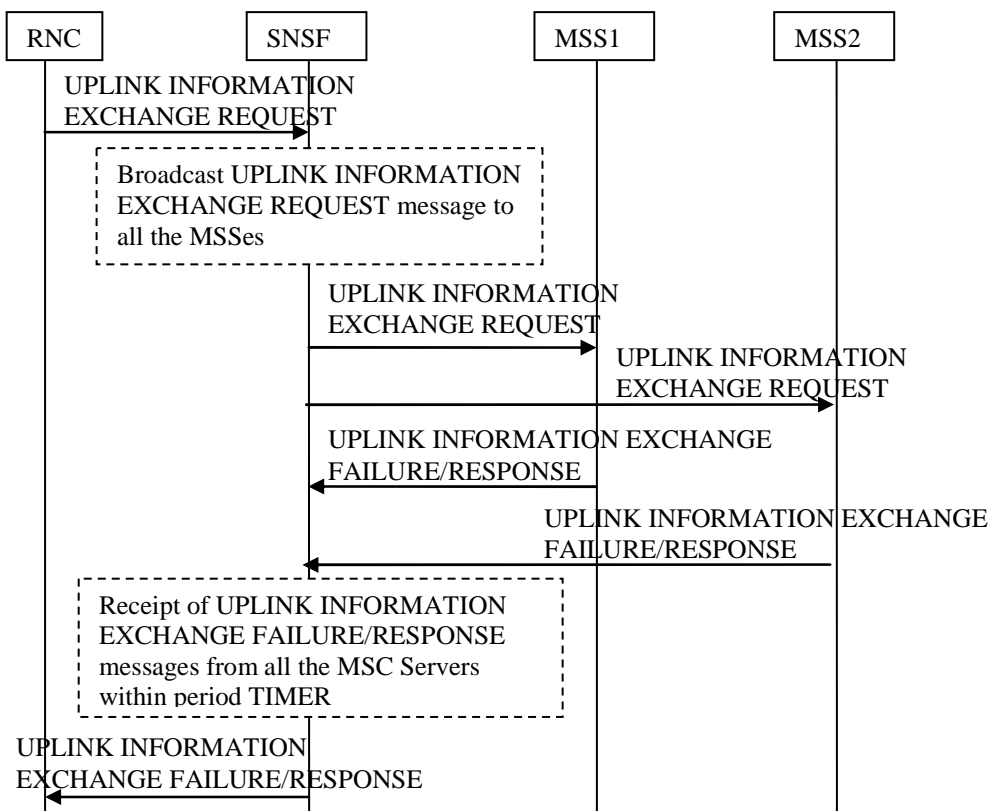 RNC
SNSF
MSS1
MSS2
UPLINK INFORMATION
EXCHANGE REQUEST
Broadcast UPLINK INFORMATION
EXCHANGE REQUEST message to
all the MSSes
UPLINK INFORMATION
EXCHANGE REQUEST
UPLINK INFORMATION
EXCHANGE REQUEST
UPLINK INFORMATION EXCHANGE
FAILURE/RESPONSE
UPLINK INFORMATION EXCHANGE
FAILURE/RESPONSE
Receipt of UPLINK INFORMATION
EXCHANGE FAILURE/RESPONSE
messages from all the MSC Servers
within period TIMER
UPLINK INFORMATION
EXCHANGE FAILURE/RESPONSE